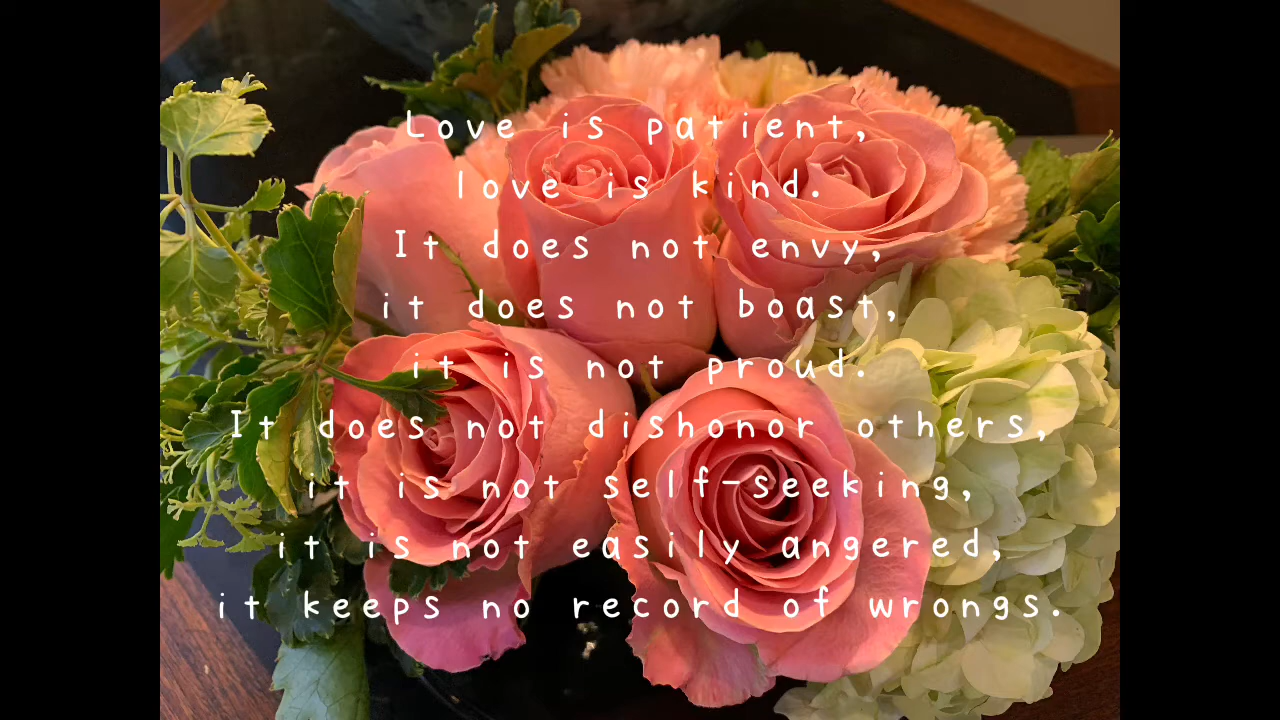 Love is patient,
love is kind.
It does not envy,
it does not boast,
it is not proud.
It does not dishonor others,
it is not self-seeking,
it is not easily angered,
it keeps no record of wrongs.